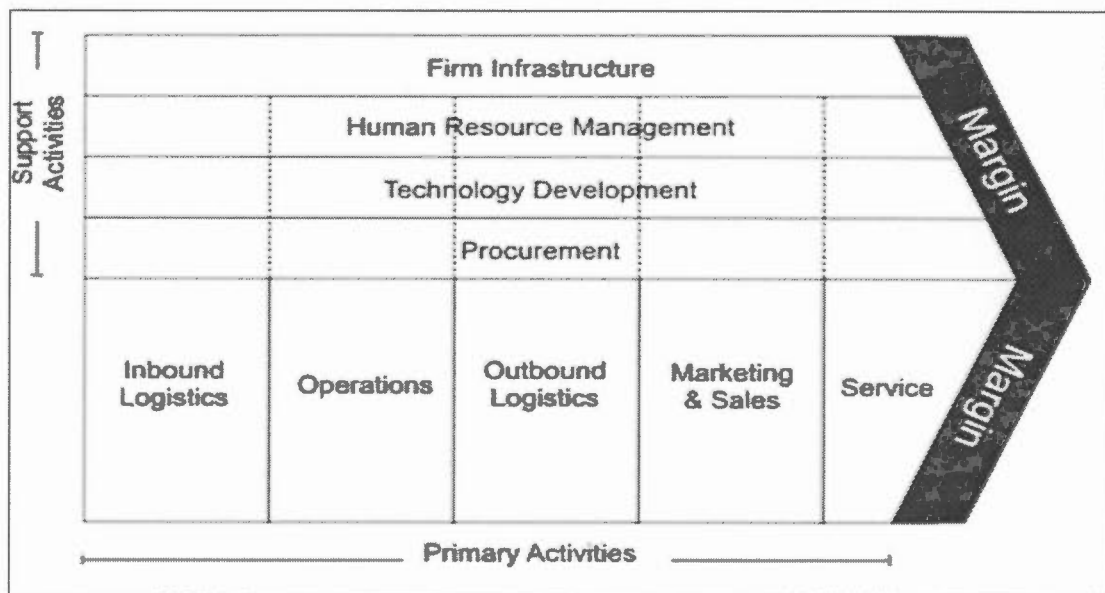 Support
Activities
Firm Infrastructure
Human Resource Management
Technology Development
Procurement
Margin
Inbound
Logistics
Operations
Outbound
Logistics
Marketing
& Sales
Service
Margin
Primary Activities